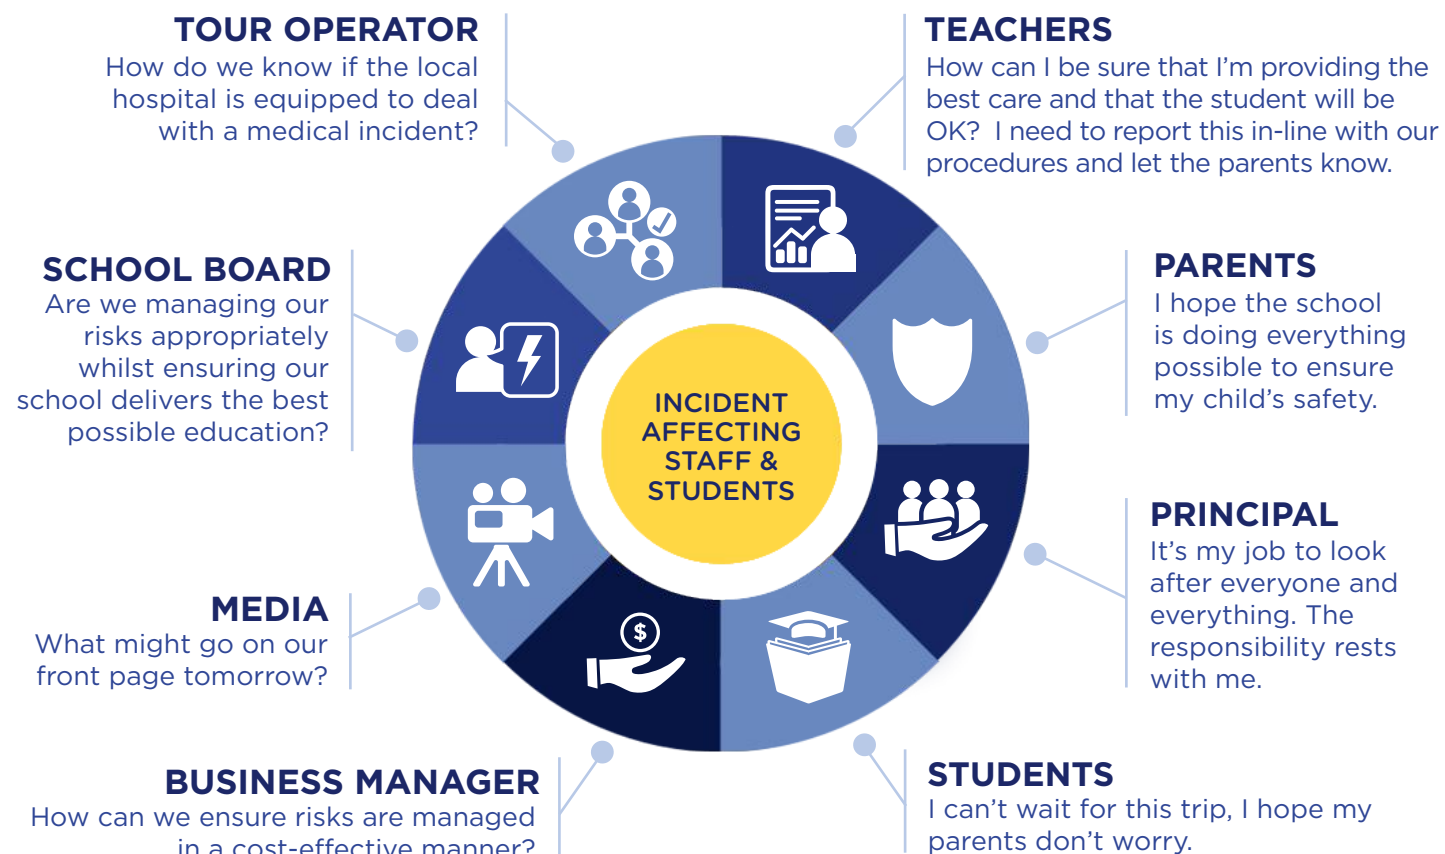 TOUR OPERATOR
How do we know if the local
hospital is equipped to deal
with a medical incident?
TEACHERS
How can I be sure that I’m providing the
best care and that the student will be
OK?  I need to report this in-line with our
procedures and let the parents know.
SCHOOL BOARD
Are we managing our
risks appropriately
whilst ensuring our
school delivers the best
possible education?
PARENTS
I hope the school
is doing everything
possible to ensure
my child’s safety.
INCIDENT
AFFECTING
STAFF &
STUDENTS
MEDIA
What might go on our
front page tomorrow?
PRINCIPAL
It’s my job to look
after everyone and
everything. The
responsibility rests
with me.
$
BUSINESS MANAGER
How can we ensure risks are managed
in a cost-effective manner?
STUDENTS
I can’t wait for this trip, I hope my
parents don’t worry.